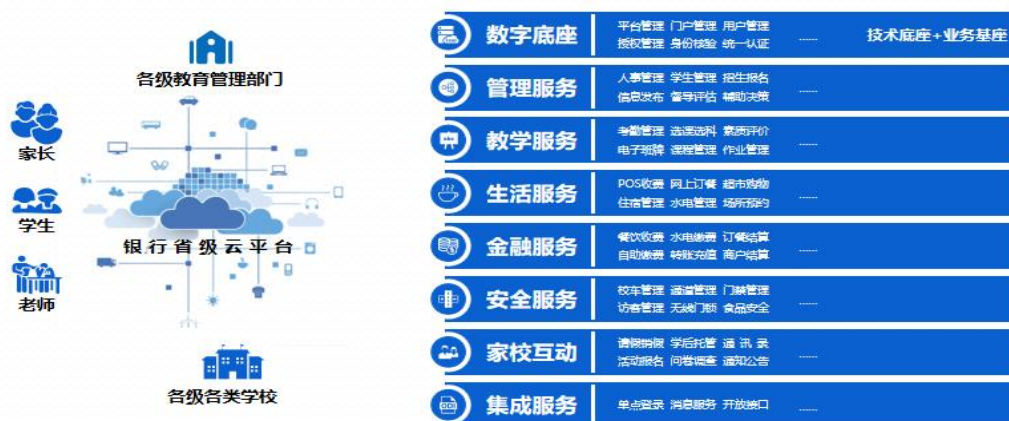 各级教育管理部门
家长
学生
老师
银行省级云平台
各级各类学校
数字底座
平台管理 门户管理 用户管理
授权管理 身份核验 统一认证
......
技术底座+业务基座
管理服务
人事管理 学生管理 招生报名
信息发布 督导评估 辅助决策
......
教学服务
考勤管理 选课选科 素质评价
电子班牌 课程管理 作业管理
......
生活服务
POS收费 网上订餐 超市购物
住宿管理 水电管理 场所预约
......
金融服务
餐饮收费 水电缴费 订餐结算
自助缴费 转账充值 商户结算
......
安全服务
校车管理 通道管理 门禁管理
访客管理 无线门锁 食品安全
......
家校互动
请假销假 学后托管 通 讯 录
活动报名 问卷调查 通知公告
......
集成服务
单点登录 消息服务 开放接口
......